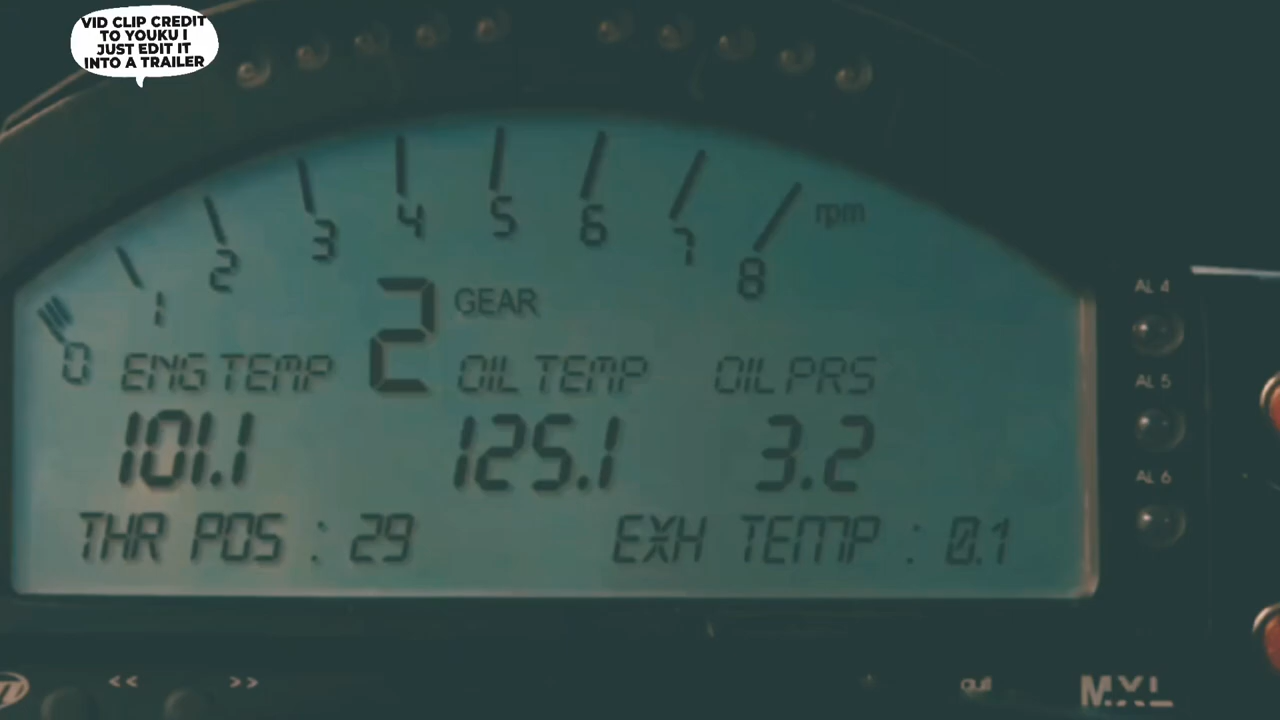 VID CLIP CREDIT
TO YOUKU I
JUST EDIT IT
INTO A TRAILER
0 1 2 3 4 5 6 7 8 rpm
2 GEAR
ENG TEMP OIL TEMP OIL PRS
101.1 125.1 3.2
THR POS : 29 EXH TEMP : 0.1
AL 4
AL 5
AL 6
<< >>
MXL